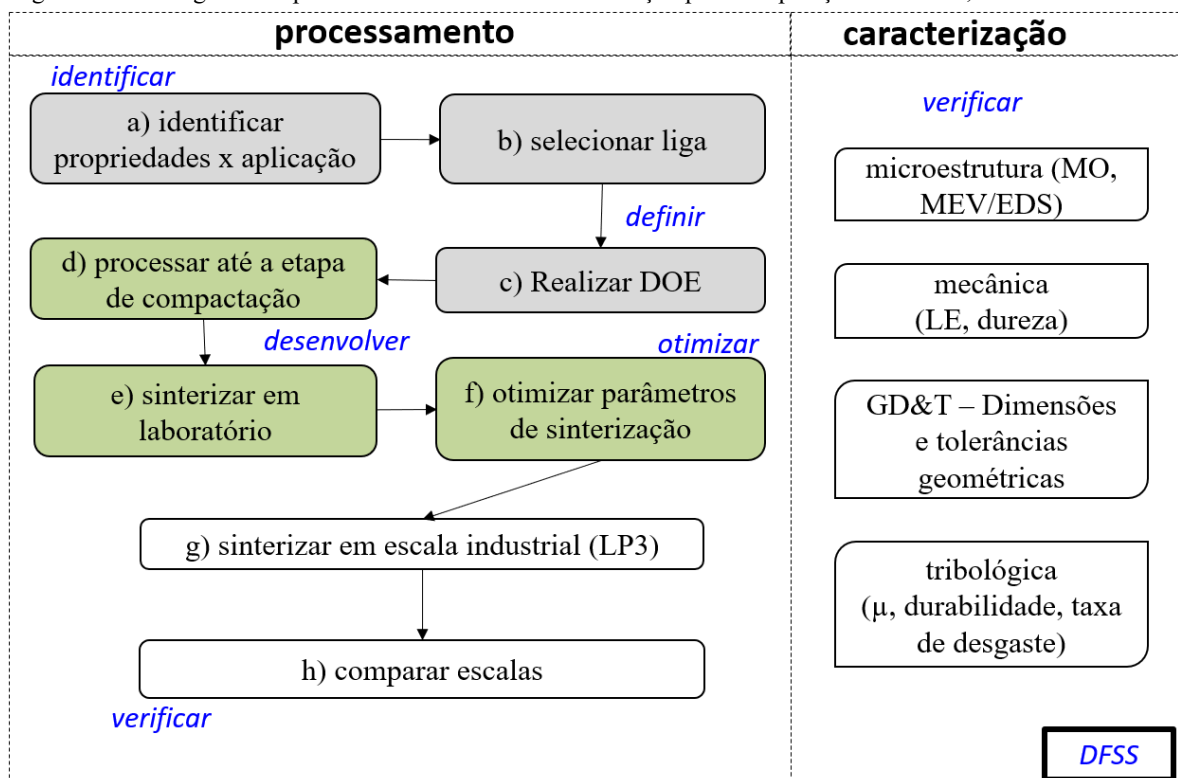 processamento
caracterização
identificar
a) identificar
propriedades x aplicação
b) selecionar liga
definir
c) Realizar DOE
d) processar até a etapa
de compactação
desenvolver
e) sinterizar em
laboratório
otimizar
f) otimizar parâmetros
de sinterização
g) sinterizar em escala industrial (LP3)
h) comparar escalas
verificar
verificar
microestrutura (MO,
MEV/EDS)
mecânica
(LE, dureza)
GD&T – Dimensões
e tolerâncias
geométricas
tribológica
(µ, durabilidade, taxa
de desgaste)
DFSS